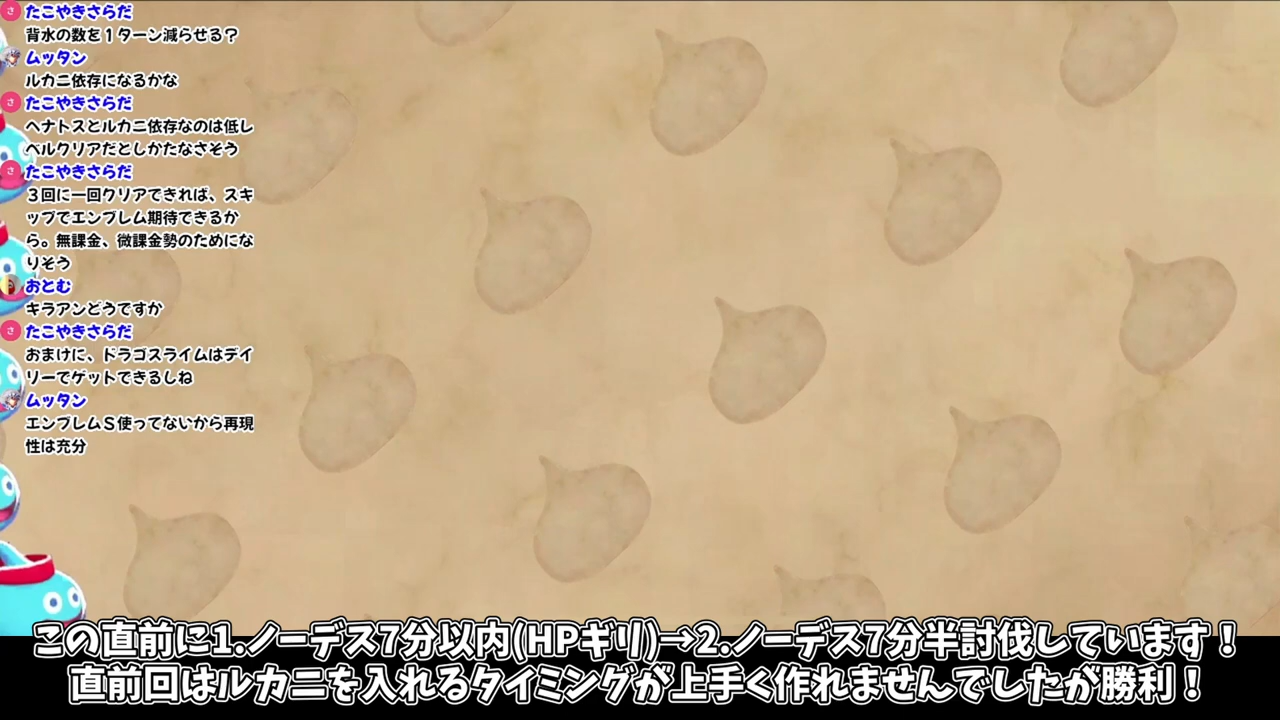 さ たこやきさらだ
背水の数を１ターン減らせる？
ムッタン
ルカニ依存になるかな
さ たこやきさらだ
ヘナトスとルカニ依存なのは低レ
ベルクリアだとしかたなさそう
さ たこやきさらだ
３回に一回クリアできれば、スキ
ップでエンブレム期待できるか
ら。無課金、微課金勢のためにな
りそう
おとむ
キラアンどうですか
さ たこやきさらだ
おまけに、ドラゴスライムはデイ
リーでゲットできるしね
ムッタン
エンブレムＳ使ってないから再現
性は充分
この直前に1.ノーデス7分以内(HPギリ)→2.ノーデス7分半討伐しています！
直前回はルカニを入れるタイミングが上手く作れませんでしたが勝利！